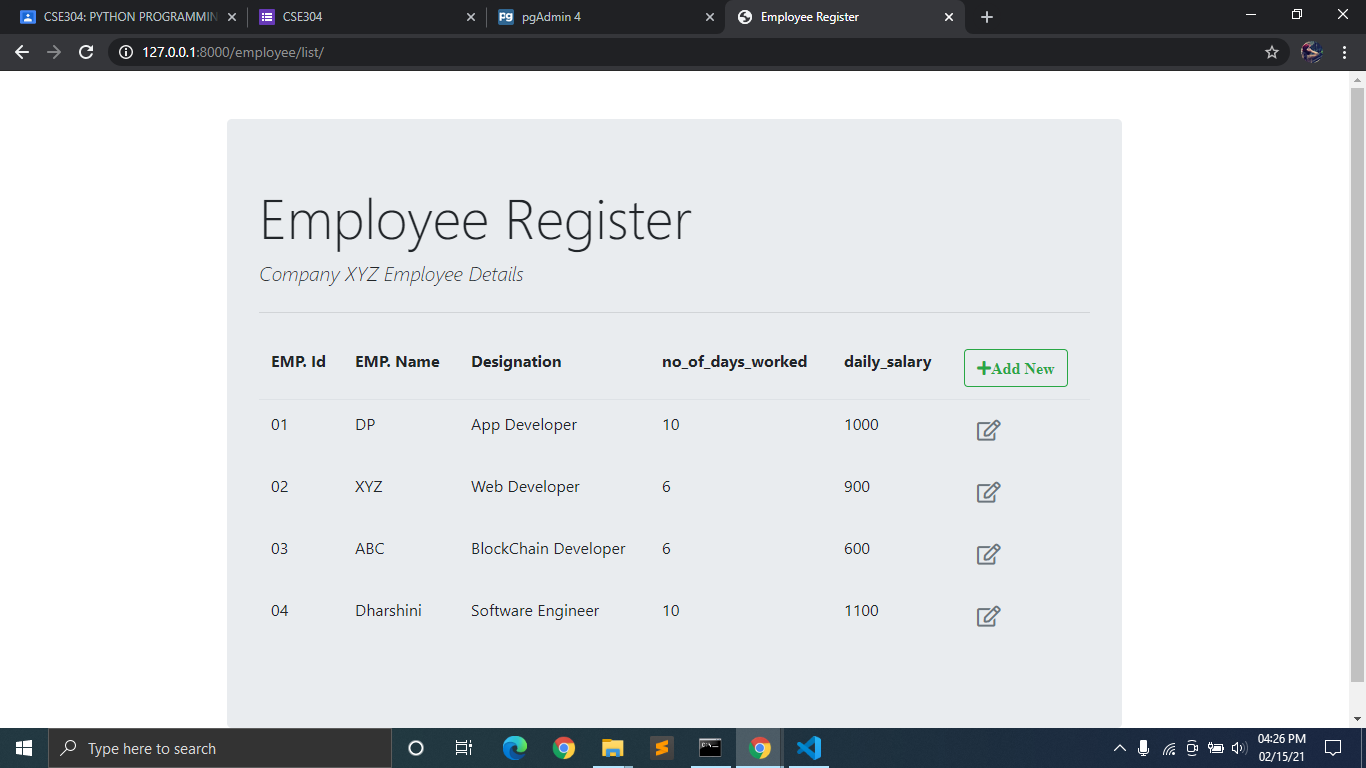 CSE304: PYTHON PROGRAMMIN
CSE304
pgAdmin 4
Employee Register
127.0.0.1:8000/employee/list/
Employee Register
Company XYZ Employee Details
EMP. Id EMP. Name Designation no_of_days_worked daily_salary Add New
01 DP App Developer 10 1000
02 XYZ Web Developer 6 900
03 ABC BlockChain Developer 6 600
04 Dharshini Software Engineer 10 1100
Type here to search
04:26 PM
02/15/21